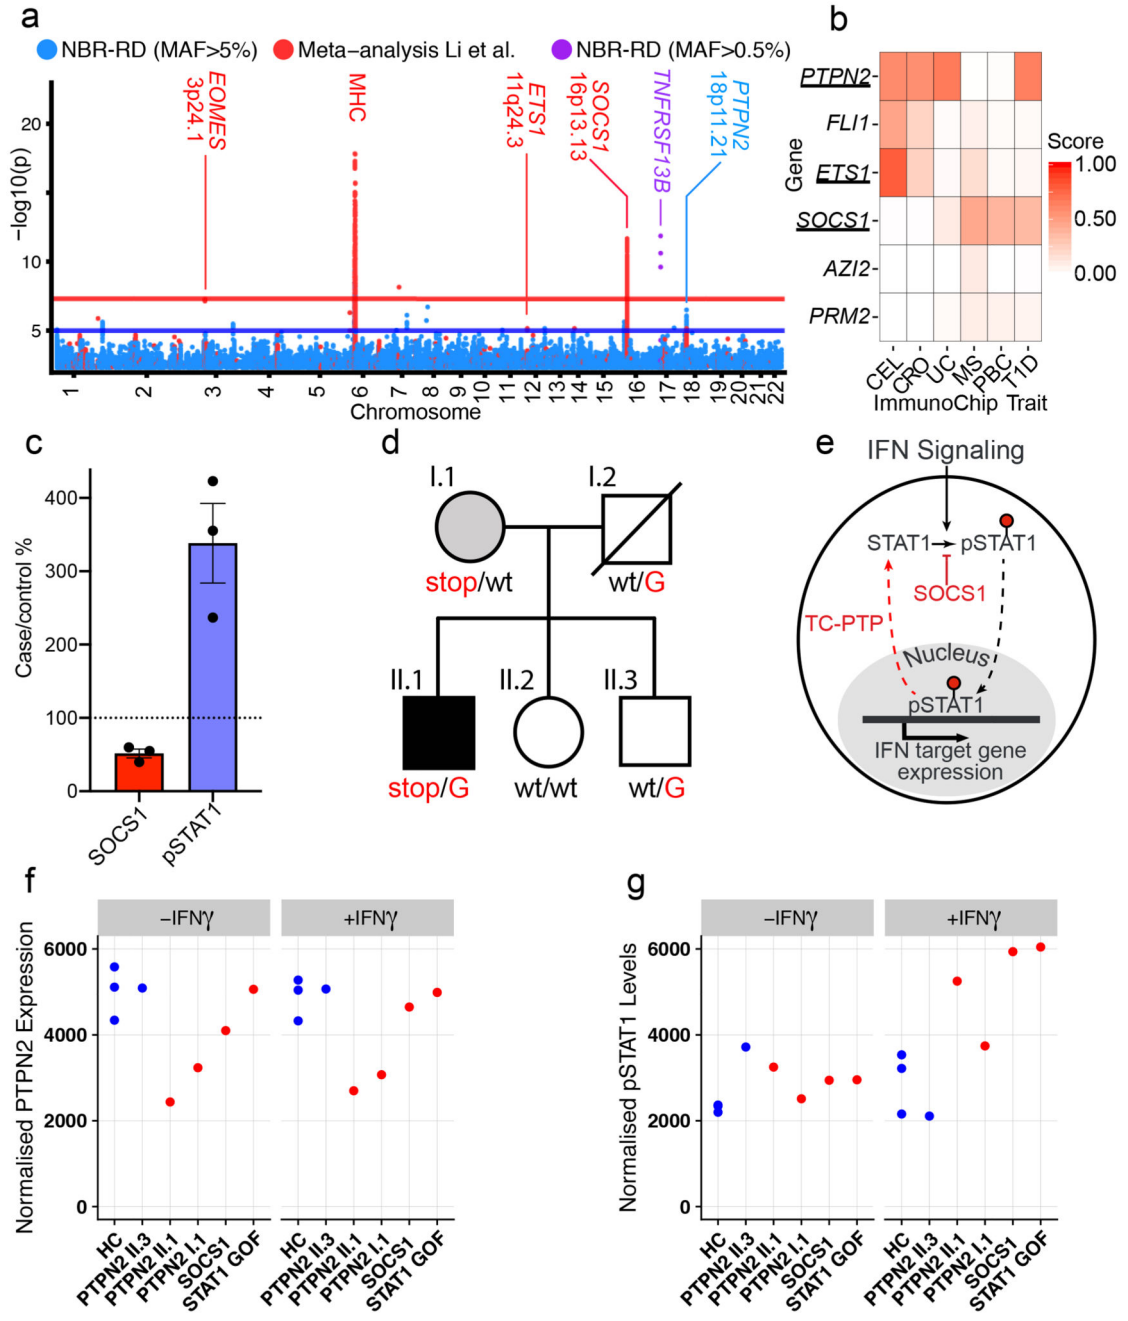 a
NBR-RD (MAF>5%)
Meta-analysis Li et al.
NBR-RD (MAF>0.5%)
−log10(p)
20
10
5
EOMES
3p24.1
MHC
ETS1
11q24.3
SOCS1
16p13.13
TNFRSF13B
PTPN2
18p11.21
1
2
3
4
5
6
7
8
9
10
11
12
13
14
15
16
17
18
19
20
21
22
Chromosome
b
Gene
PTPN2
FLI1
ETS1
SOCS1
AZI2
PRM2
CEL
CRO
UC
MS
PBC
T1D
ImmunoChip Trait
Score
1.00
0.50
0.00
c
Case/control %
400
300
200
100
0
SOCS1
pSTAT1
d
I.1
I.2
stop/wt
wt/G
II.1
II.2
II.3
stop/G
wt/wt
wt/G
e
IFN Signaling
STAT1
pSTAT1
SOCS1
TC-PTP
Nucleus
pSTAT1
IFN target gene
expression
f
Normalised PTPN2 Expression
−IFNγ
+IFNγ
6000
4000
2000
0
HC
PTPN2 II.3
PTPN2 II.1
PTPN2 I.1
SOCS1
STAT1 GOF
HC
PTPN2 II.3
PTPN2 II.1
PTPN2 I.1
SOCS1
STAT1 GOF
g
Normalised pSTAT1 Levels
−IFNγ
+IFNγ
6000
4000
2000
0
HC
PTPN2 II.3
PTPN2 II.1
PTPN2 I.1
SOCS1
STAT1 GOF
HC
PTPN2 II.3
PTPN2 II.1
PTPN2 I.1
SOCS1
STAT1 GOF